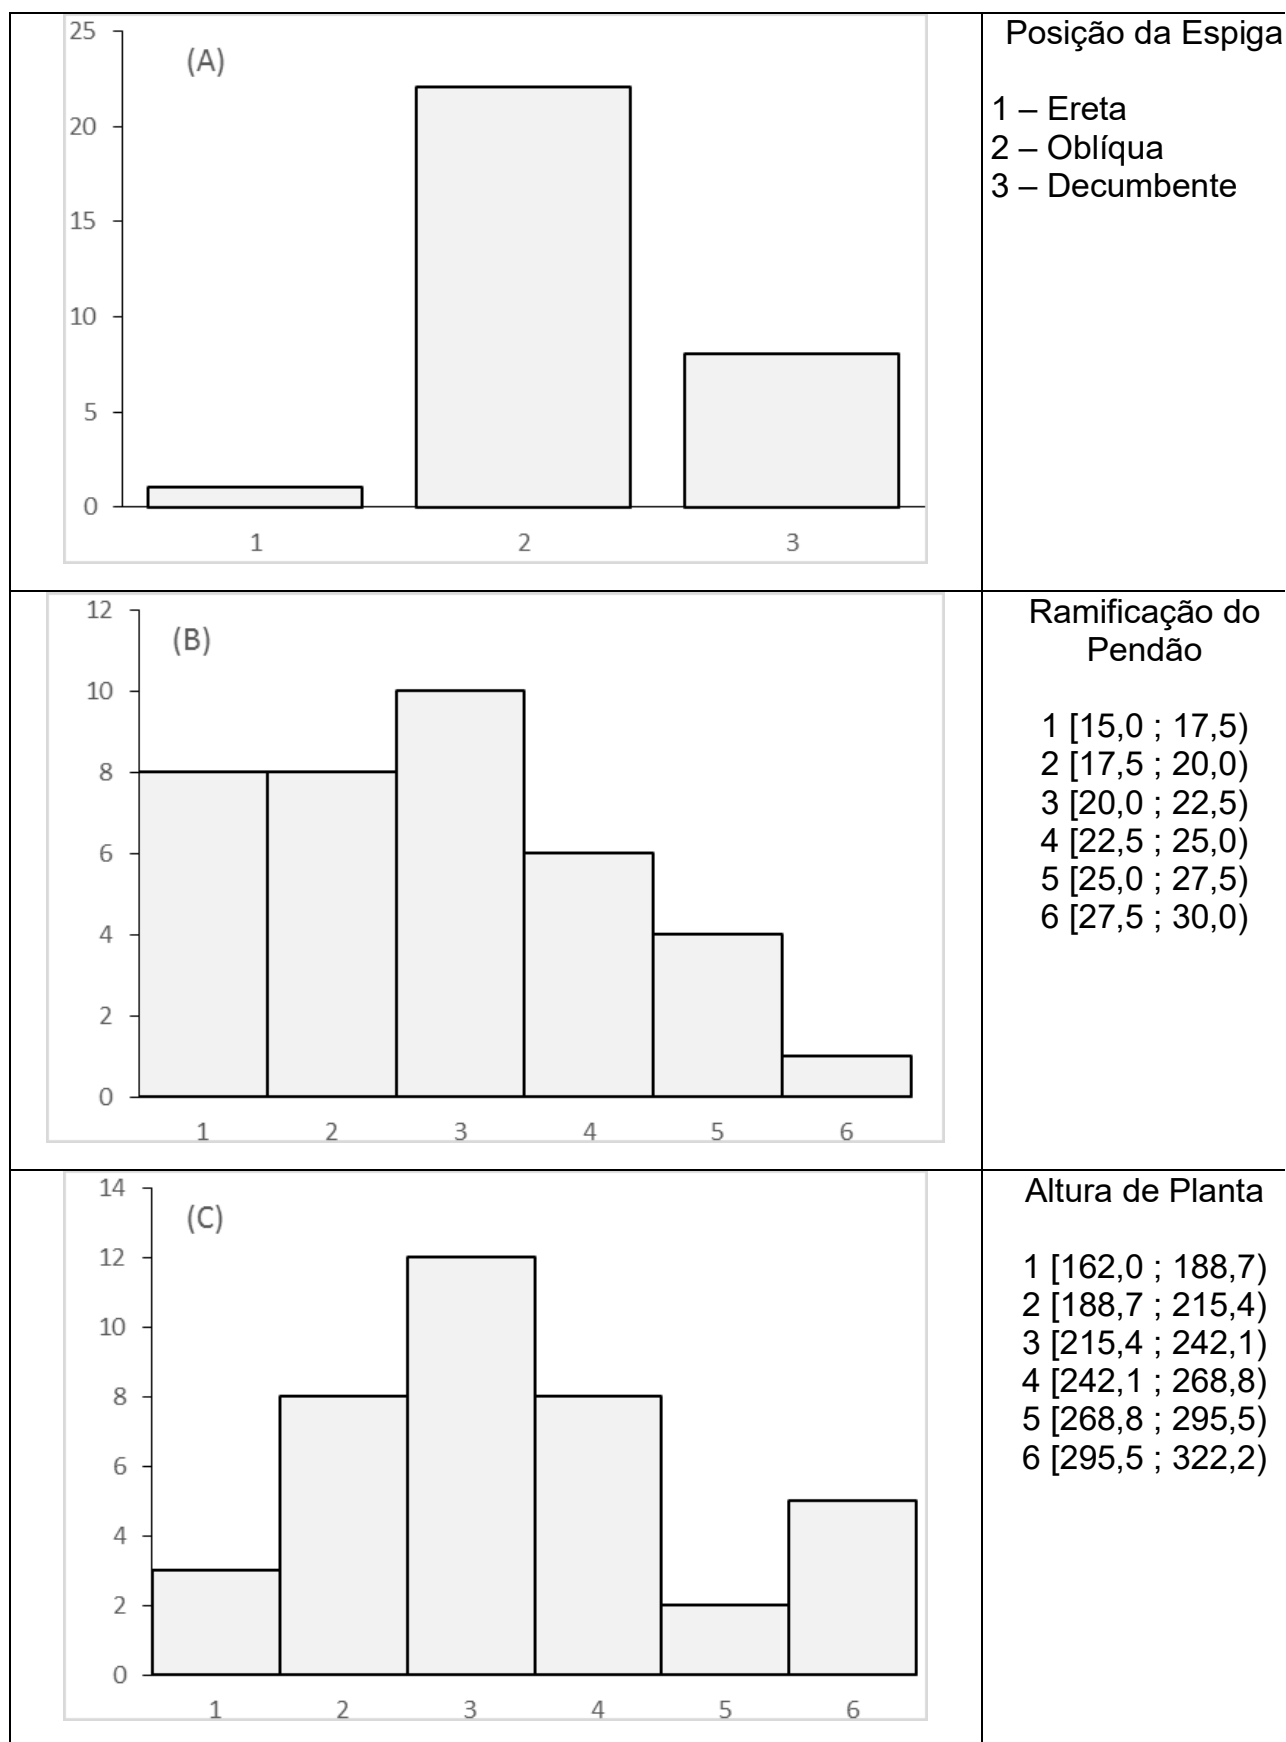 25
(A)
20
15
10
5
0
1 2 3
Posição da Espiga
1 – Ereta
2 – Oblíqua
3 – Decumbente
12
(B)
10
8
6
4
2
0
1 2 3 4 5 6
Ramificação do
Pendão
1 [15,0 ; 17,5)
2 [17,5 ; 20,0)
3 [20,0 ; 22,5)
4 [22,5 ; 25,0)
5 [25,0 ; 27,5)
6 [27,5 ; 30,0)
14
(C)
12
10
8
6
4
2
0
1 2 3 4 5 6
Altura de Planta
1 [162,0 ; 188,7)
2 [188,7 ; 215,4)
3 [215,4 ; 242,1)
4 [242,1 ; 268,8)
5 [268,8 ; 295,5)
6 [295,5 ; 322,2)